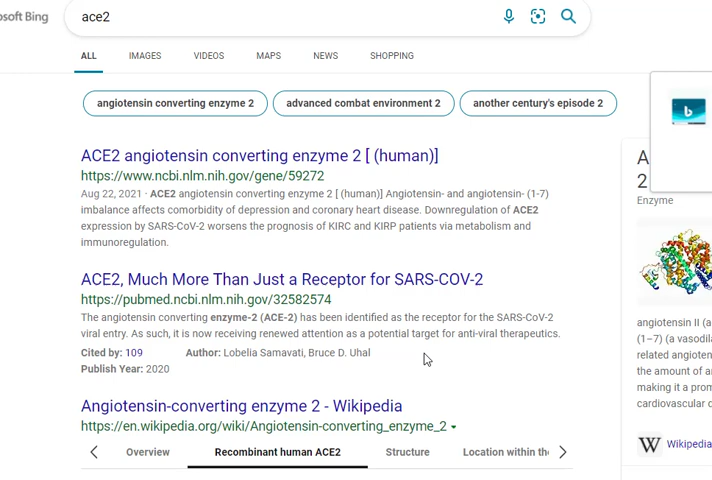 osoft Bing
ace2
ALL IMAGES VIDEOS MAPS NEWS SHOPPING
angiotensin converting enzyme 2 advanced combat environment 2 another century's episode 2
ACE2 angiotensin converting enzyme 2 [ (human)]
https://www.ncbi.nlm.nih.gov/gene/59272
Aug 22, 2021 · ACE2 angiotensin converting enzyme 2 [ (human)] Angiotensin- and angiotensin- (1-7)
imbalance affects comorbidity of depression and coronary heart disease. Downregulation of ACE2
expression by SARS-CoV-2 worsens the prognosis of KIRC and KIRP patients via metabolism and
immunoregulation.
ACE2, Much More Than Just a Receptor for SARS-COV-2
https://pubmed.ncbi.nlm.nih.gov/32582574
The angiotensin converting enzyme-2 (ACE-2) has been identified as the receptor for the SARS-CoV-2
viral entry. As such, it is now receiving renewed attention as a potential target for anti-viral therapeutics.
Cited by: 109 Author: Lobelia Samavati, Bruce D. Uhal
Publish Year: 2020
Angiotensin-converting enzyme 2 - Wikipedia
https://en.wikipedia.org/wiki/Angiotensin-converting_enzyme_2
Overview Recombinant human ACE2 Structure Location within the
b
A
2
Enzyme
angiotensin II (a
(1–7) (a vasodila
related angioten
the amount of a
making it a prom
cardiovascular c
W Wikipedia